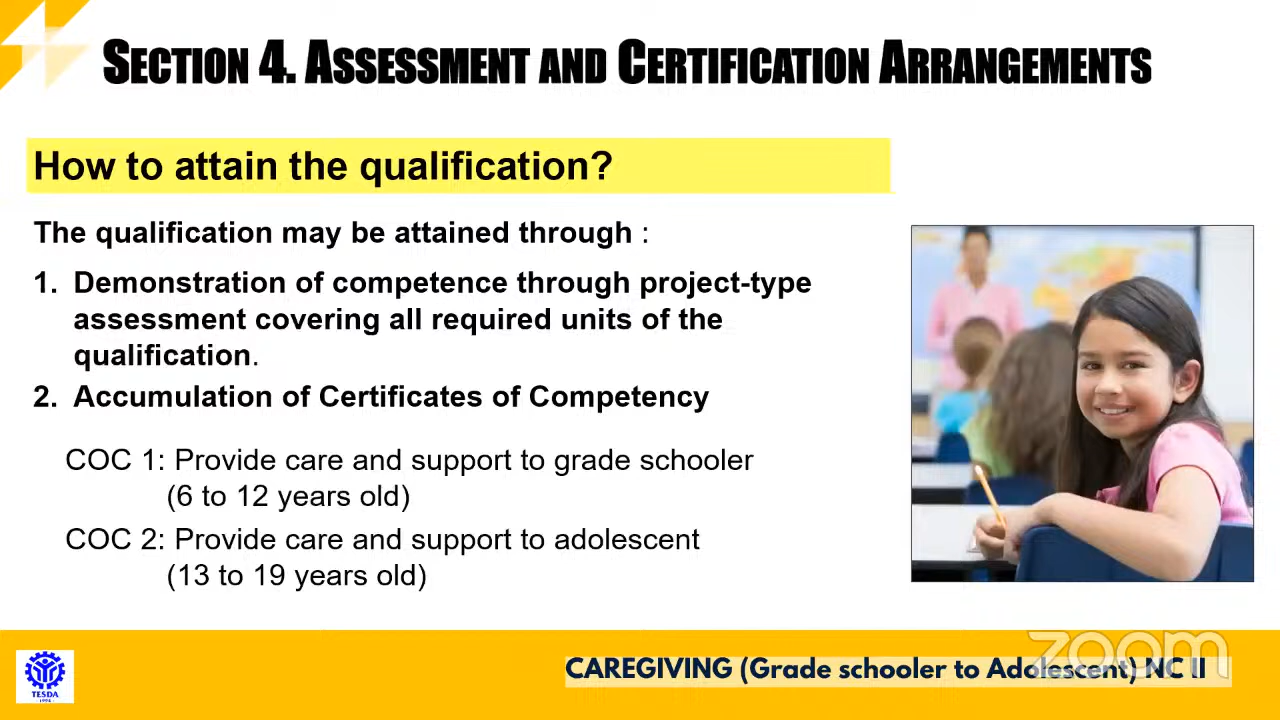 SECTION 4. ASSESSMENT AND CERTIFICATION ARRANGEMENTS
How to attain the qualification?
The qualification may be attained through :
1. Demonstration of competence through project-type
assessment covering all required units of the
qualification.
2. Accumulation of Certificates of Competency
COC 1: Provide care and support to grade schooler
(6 to 12 years old)
COC 2: Provide care and support to adolescent
(13 to 19 years old)
zoom
CAREGIVING (Grade schooler to Adolescent) NC II
TESDA
1994